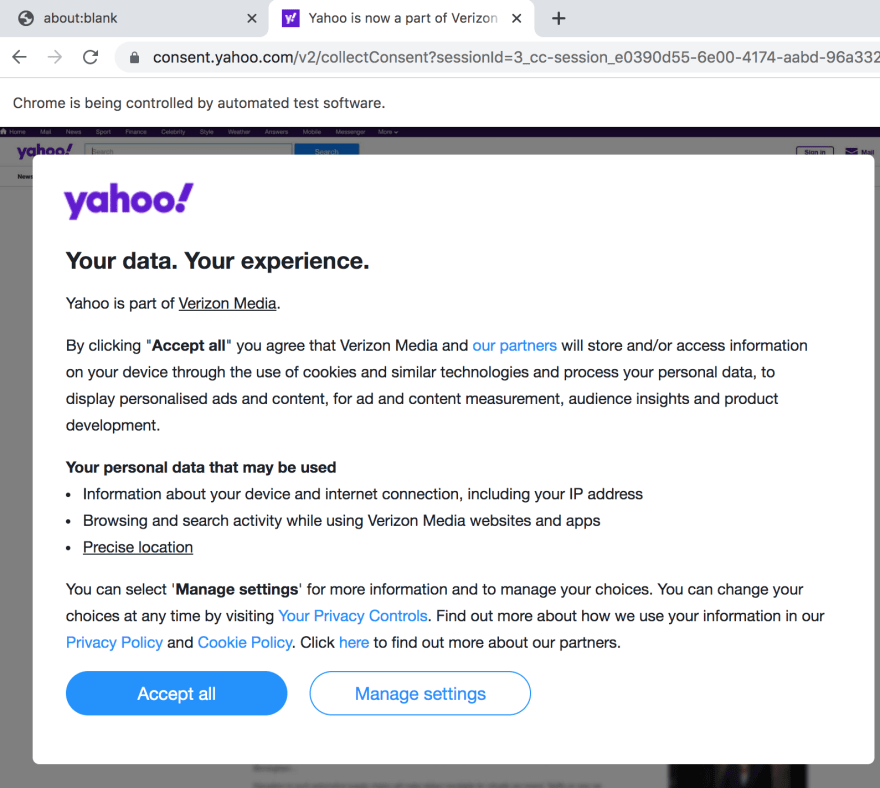 about:blank
Yahoo is now a part of Verizon
consent.yahoo.com/v2/collectConsent?sessionId=3_cc-session_e0390d55-6e00-4174-aabd-96a332
Chrome is being controlled by automated test software.
Home Mail News Sport Finance Celebrity Style Weather Answers Mobile Messenger More
yahoo! Search Search Sign in Mail
News
yahoo!
Your data. Your experience.
Yahoo is part of Verizon Media.
By clicking "Accept all" you agree that Verizon Media and our partners will store and/or access information
on your device through the use of cookies and similar technologies and process your personal data, to
display personalised ads and content, for ad and content measurement, audience insights and product
development.
Your personal data that may be used
• Information about your device and internet connection, including your IP address
• Browsing and search activity while using Verizon Media websites and apps
• Precise location
You can select 'Manage settings' for more information and to manage your choices. You can change your
choices at any time by visiting Your Privacy Controls. Find out more about how we use your information in our
Privacy Policy and Cookie Policy. Click here to find out more about our partners.
Accept all Manage settings